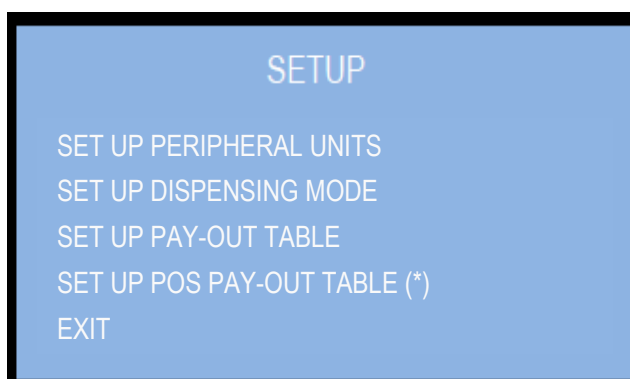 SETUP
SET UP PERIPHERAL UNITS
SET UP DISPENSING MODE
SET UP PAY-OUT TABLE
SET UP POS PAY-OUT TABLE (*)
EXIT